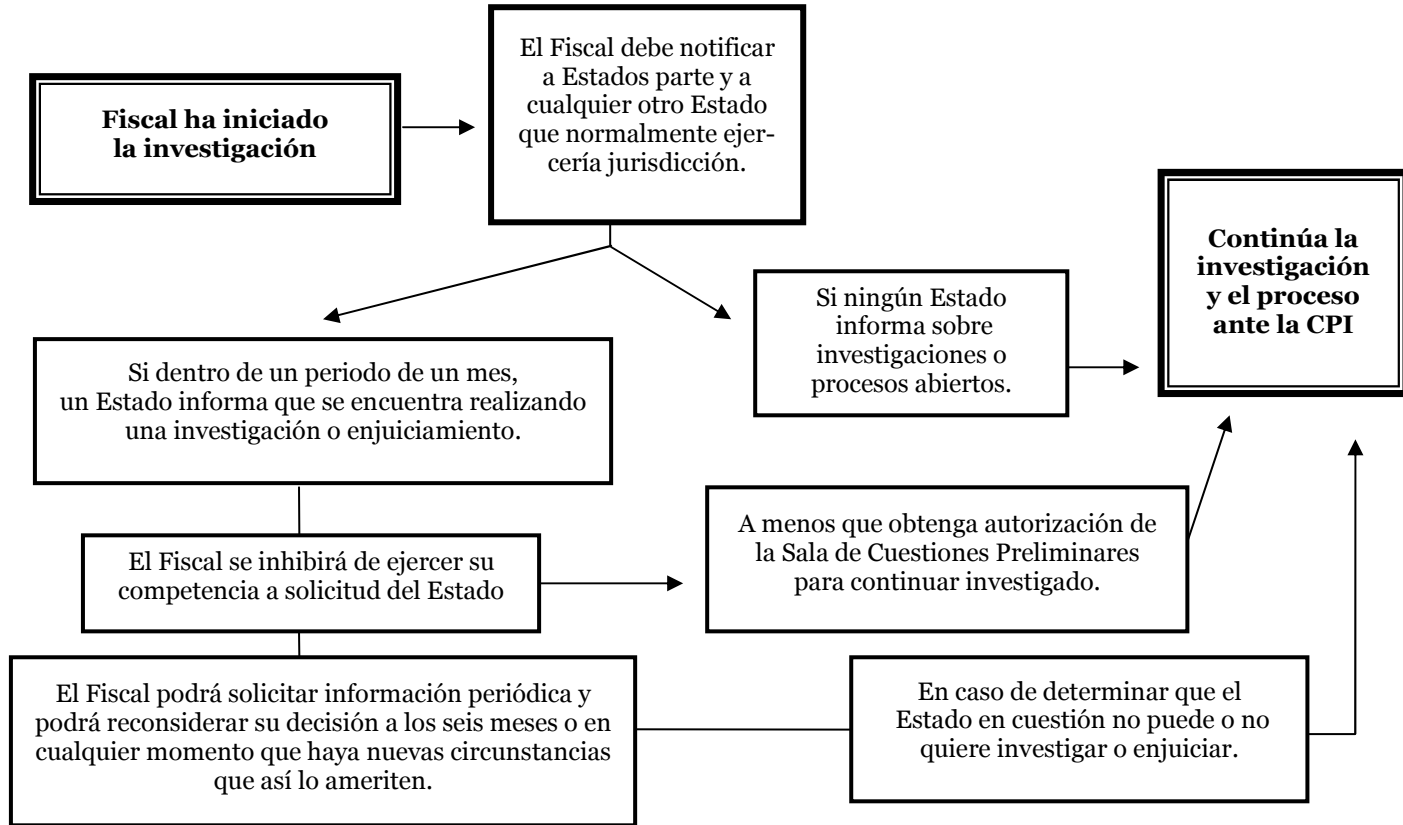 Fiscal ha iniciado
la investigación
El Fiscal debe notificar
a Estados parte y a
cualquier otro Estado
que normalmente ejer-
cería jurisdicción.
Continúa la
investigación
y el proceso
ante la CPI
Si ningún Estado
informa sobre
investigaciones o
procesos abiertos.
Si dentro de un periodo de un mes,
un Estado informa que se encuentra realizando
una investigación o enjuiciamiento.
A menos que obtenga autorización de
la Sala de Cuestiones Preliminares
para continuar investigado.
El Fiscal se inhibirá de ejercer su
competencia a solicitud del Estado
El Fiscal podrá solicitar información periódica y
podrá reconsiderar su decisión a los seis meses o en
cualquier momento que haya nuevas circunstancias
que así lo ameriten.
En caso de determinar que el
Estado en cuestión no puede o no
quiere investigar o enjuiciar.